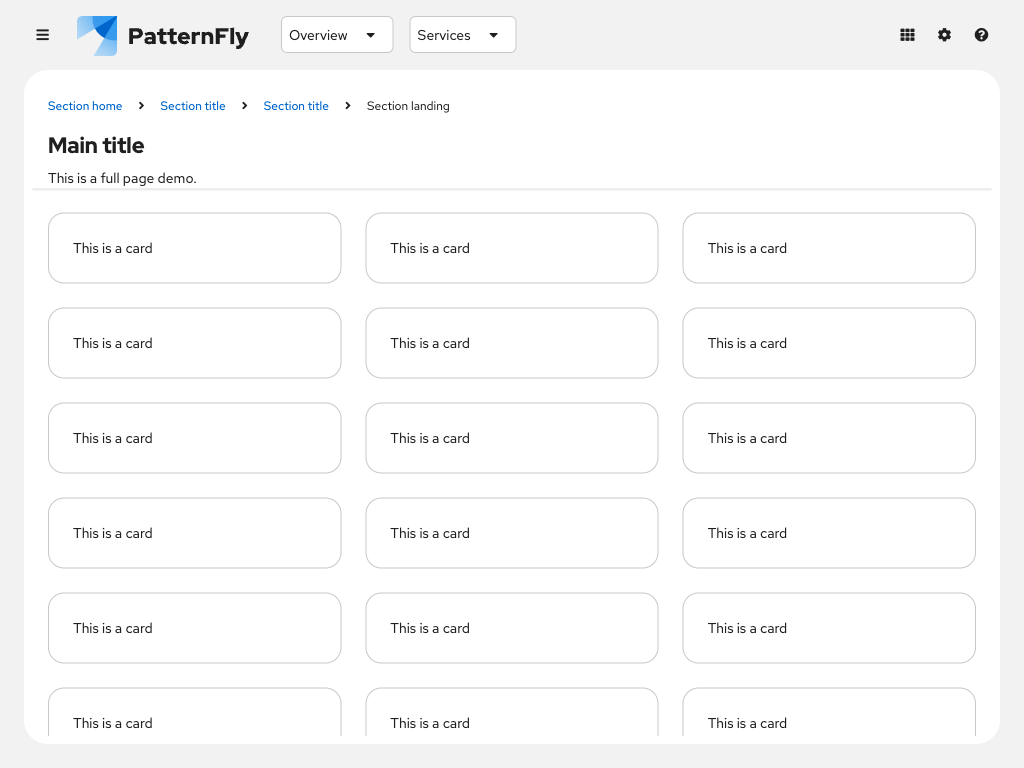 PatternFly Overview Services
Section home Section title Section title Section landing
Main title
This is a full page demo.
This is a card This is a card This is a card
This is a card This is a card This is a card
This is a card This is a card This is a card
This is a card This is a card This is a card
This is a card This is a card This is a card
This is a card This is a card This is a card